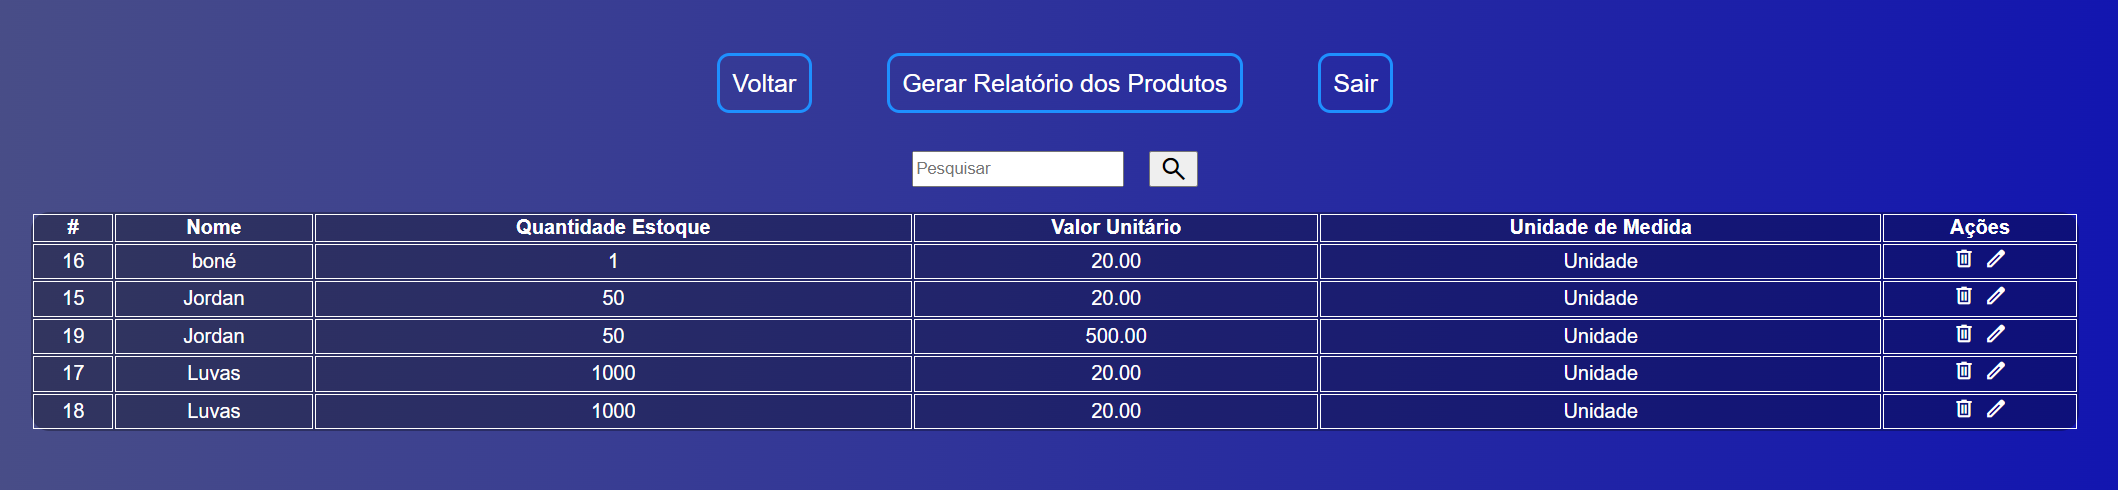 Voltar Gerar Relatório dos Produtos Sair
Pesquisar
# Nome Quantidade Estoque Valor Unitário Unidade de Medida Ações
16 boné 1 20.00 Unidade
15 Jordan 50 20.00 Unidade
19 Jordan 50 500.00 Unidade
17 Luvas 1000 20.00 Unidade
18 Luvas 1000 20.00 Unidade